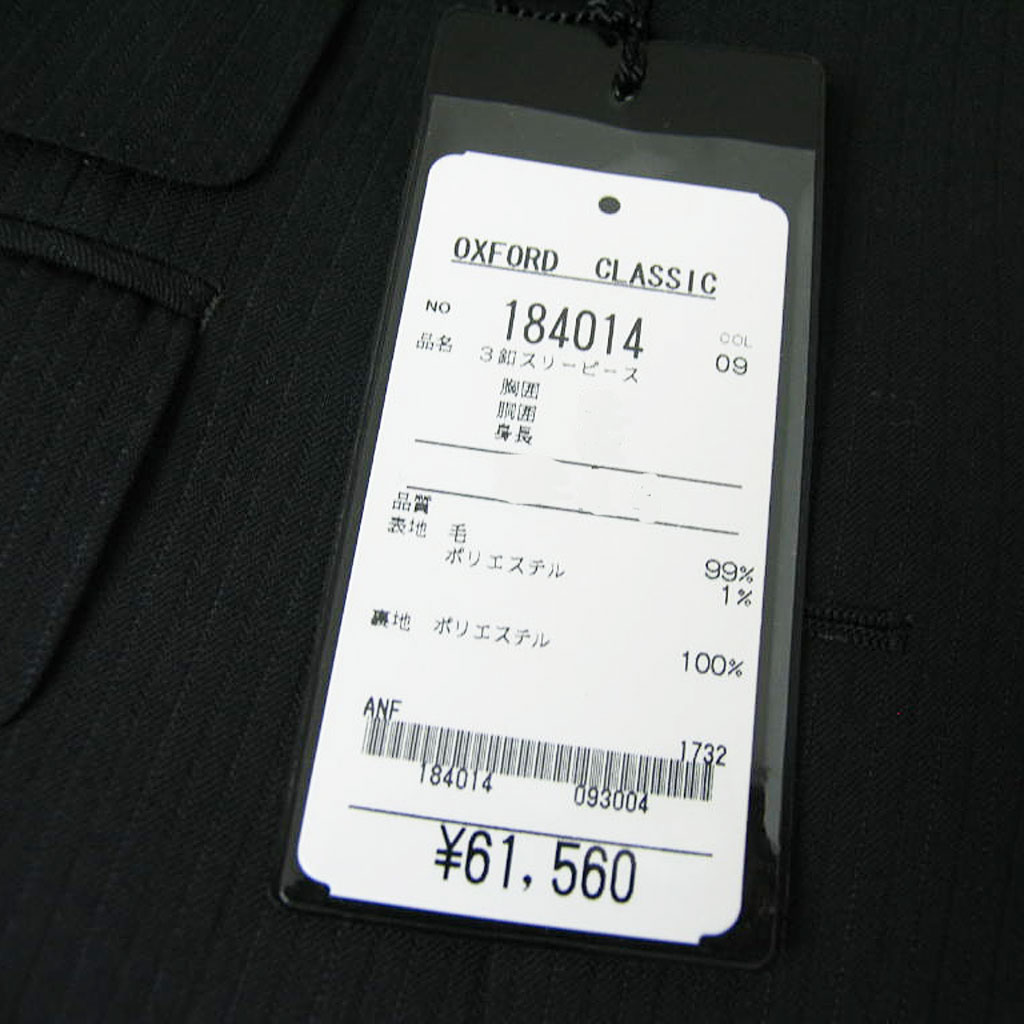 OXFORD CLASSIC
NO 184014 COL
品名 3釦スリーピース 09
胸囲
胴囲
身長
品質
表地 毛 99%
ポリエステル 1%
裏地 ポリエステル 100%
ANF 1732
184014 093004
¥61,560